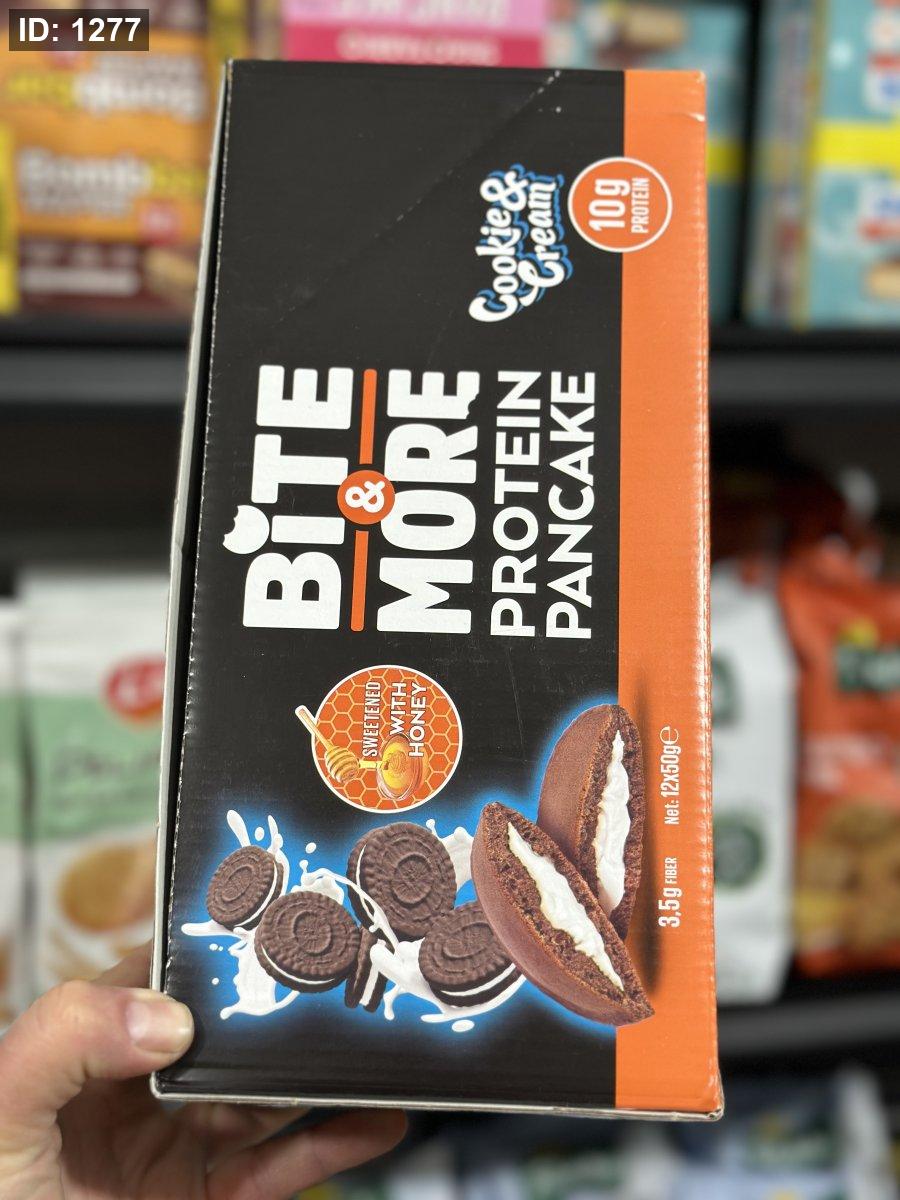 ID: 1277
Cookie &
Cream
10g
PROTEIN
BiTE
&
MORE
PROTEIN
PANCAKE
SWEETENED
WITH
HONEY
3,5g FIBER
Net: 12X50g℮